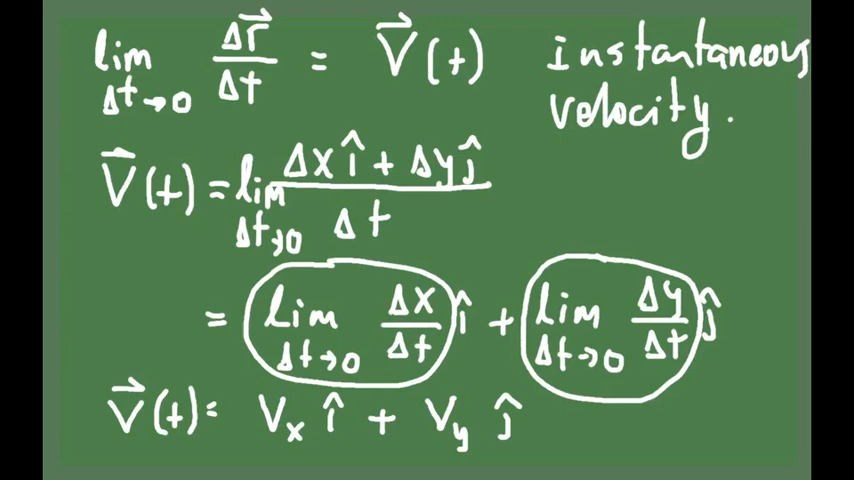 lim Δt→0 Δr⃗/Δt = V⃗(t) instantaneous
velocity.
V⃗(t) = lim Δt→0 (Δx î + Δy ĵ)/Δt
= lim Δt→0 Δx/Δt î + lim Δt→0 Δy/Δt ĵ
V⃗(t) = Vₓ î + Vy ĵ